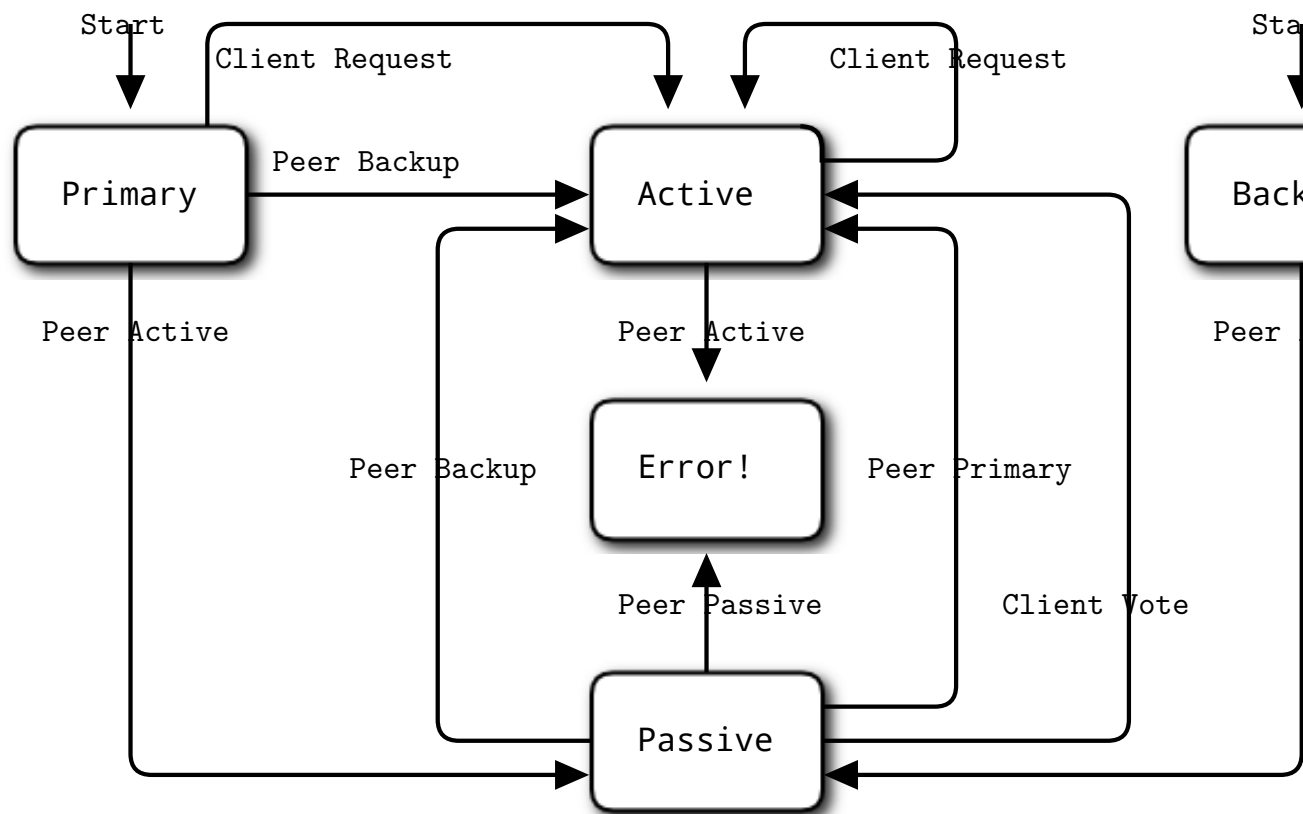 Start
Client Request
Client Request
Peer Backup
Primary
Active
Peer Active
Peer Active
Peer
Peer Backup
Error!
Peer Primary
Peer Passive
Client Vote
Passive